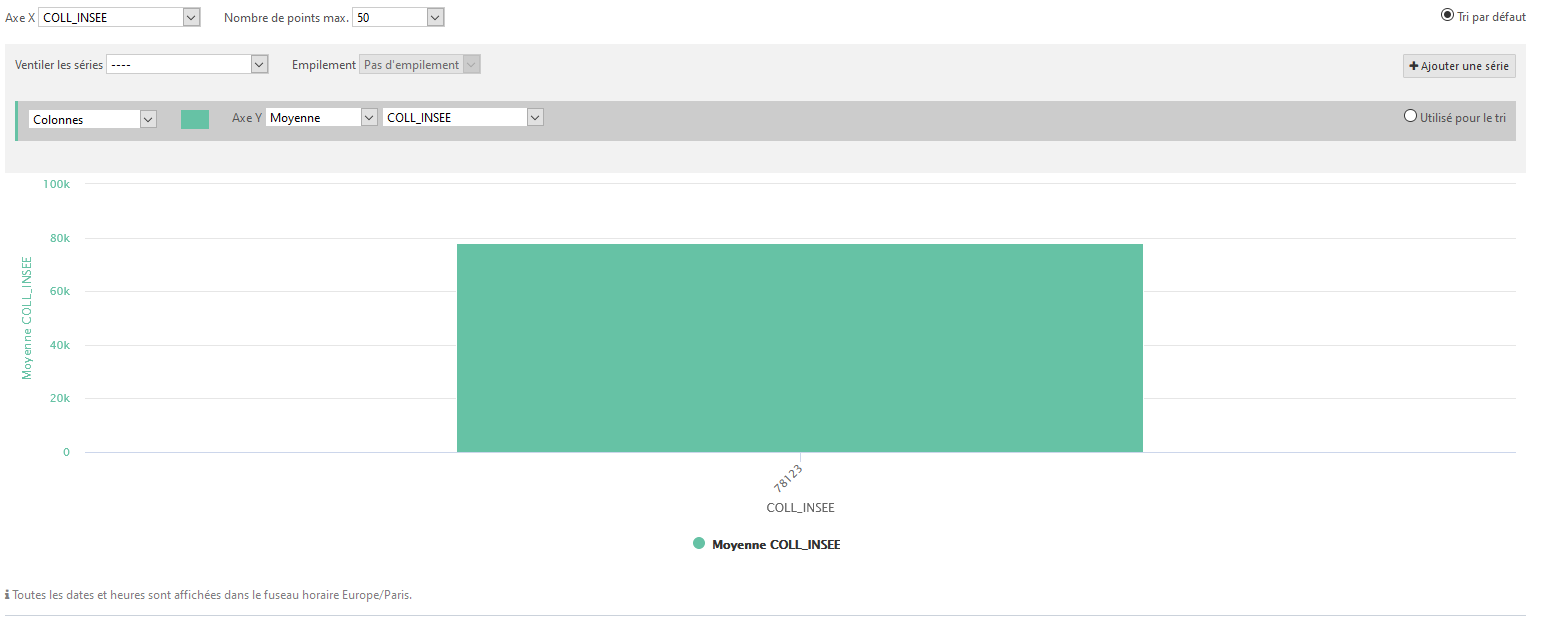 Axe X COLL_INSEE Nombre de points max. 50 Tri par défaut
Ventiler les séries ---- Empilement Pas d'empilement + Ajouter une série
Colonnes Axe Y Moyenne COLL_INSEE Utilisé pour le tri
100k
80k
60k
40k
20k
0
Moyenne COLL_INSEE
78123
COLL_INSEE
Moyenne COLL_INSEE
i Toutes les dates et heures sont affichées dans le fuseau horaire Europe/Paris.